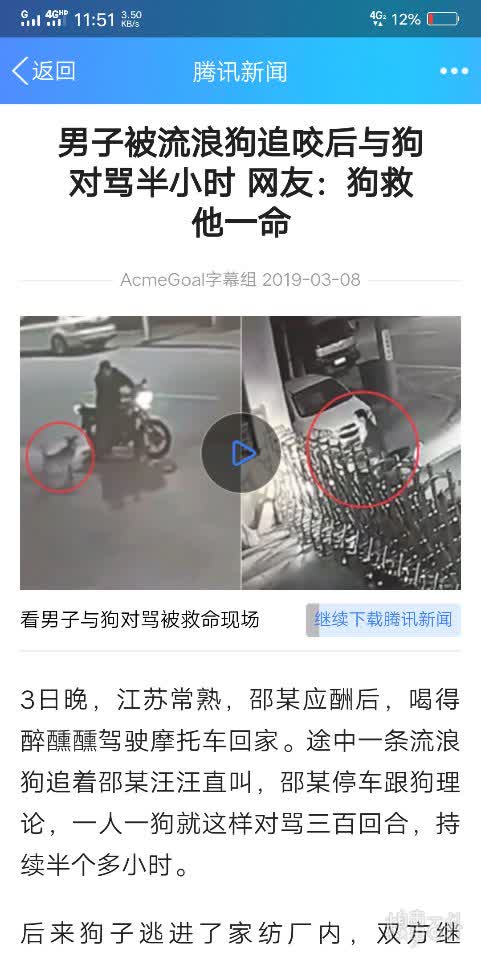 G 4GHD 11:51 3.50 KB/s 4G2 12%
返回 腾讯新闻
男子被流浪狗追咬后与狗
对骂半小时 网友：狗救
他一命
AcmeGoal字幕组 2019-03-08
看男子与狗对骂被救命现场 继续下载腾讯新闻
3日晚，江苏常熟，邵某应酬后，喝得
醉醺醺驾驶摩托车回家。途中一条流浪
狗追着邵某汪汪直叫，邵某停车跟狗理
论，一人一狗就这样对骂三百回合，持
续半个多小时。
后来狗子逃进了家纺厂内，双方继